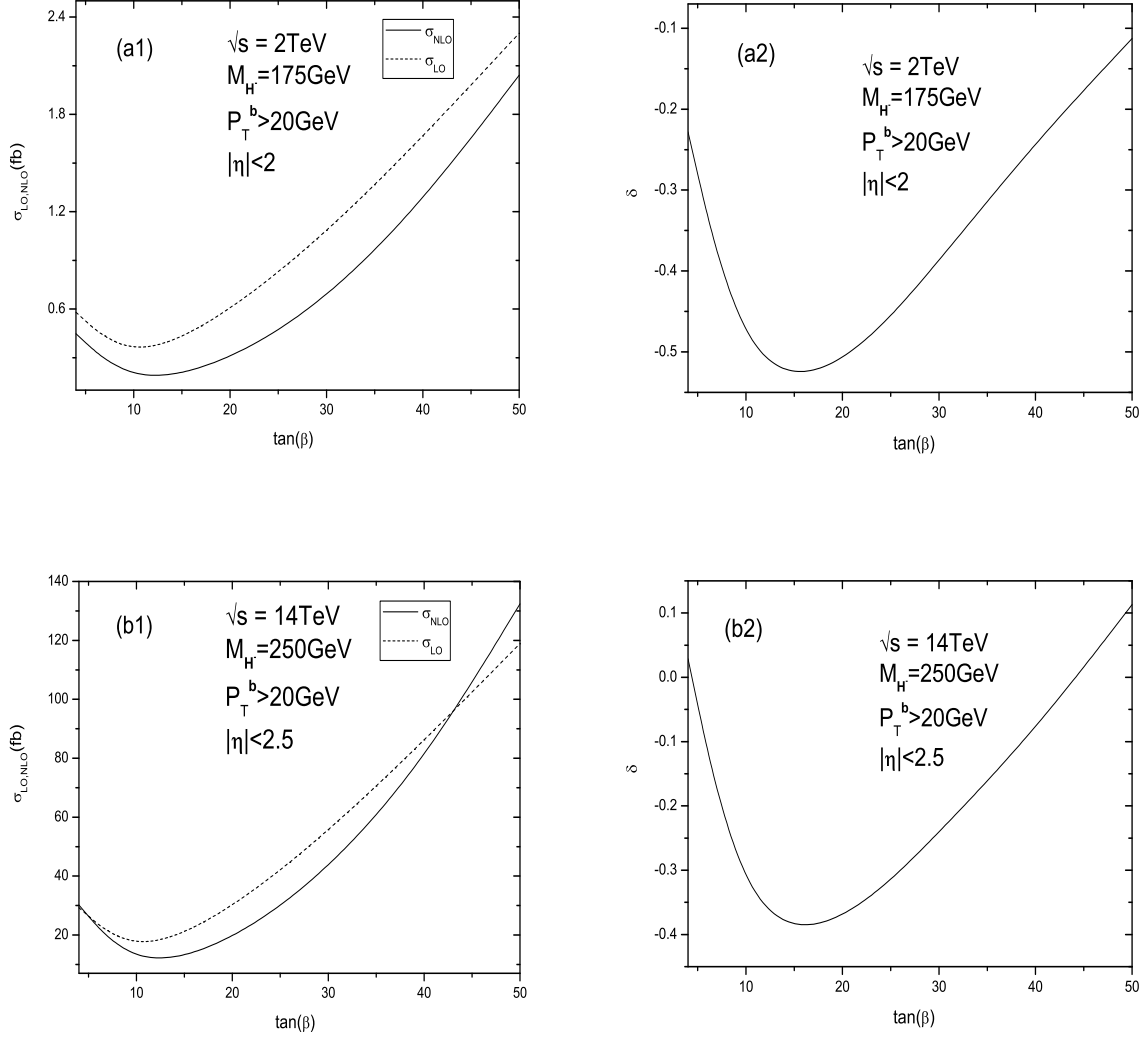 (a1)
√s = 2TeV
M_H-=175GeV
P_T^b>20GeV
|η|<2
σ_NLO
σ_LO
2.4
1.8
1.2
0.6
σ_LO,NLO(fb)
10 20 30 40 50
tan(β)
(a2)
√s = 2TeV
M_H-=175GeV
P_T^b>20GeV
|η|<2
-0.1
-0.2
-0.3
-0.4
-0.5
δ
10 20 30 40 50
tan(β)
(b1)
√s = 14TeV
M_H-=250GeV
P_T^b>20GeV
|η|<2.5
σ_NLO
σ_LO
140
120
100
80
60
40
20
σ_LO,NLO(fb)
10 20 30 40 50
tan(β)
(b2)
√s = 14TeV
M_H-=250GeV
P_T^b>20GeV
|η|<2.5
0.1
0.0
-0.1
-0.2
-0.3
-0.4
δ
10 20 30 40 50
tan(β)